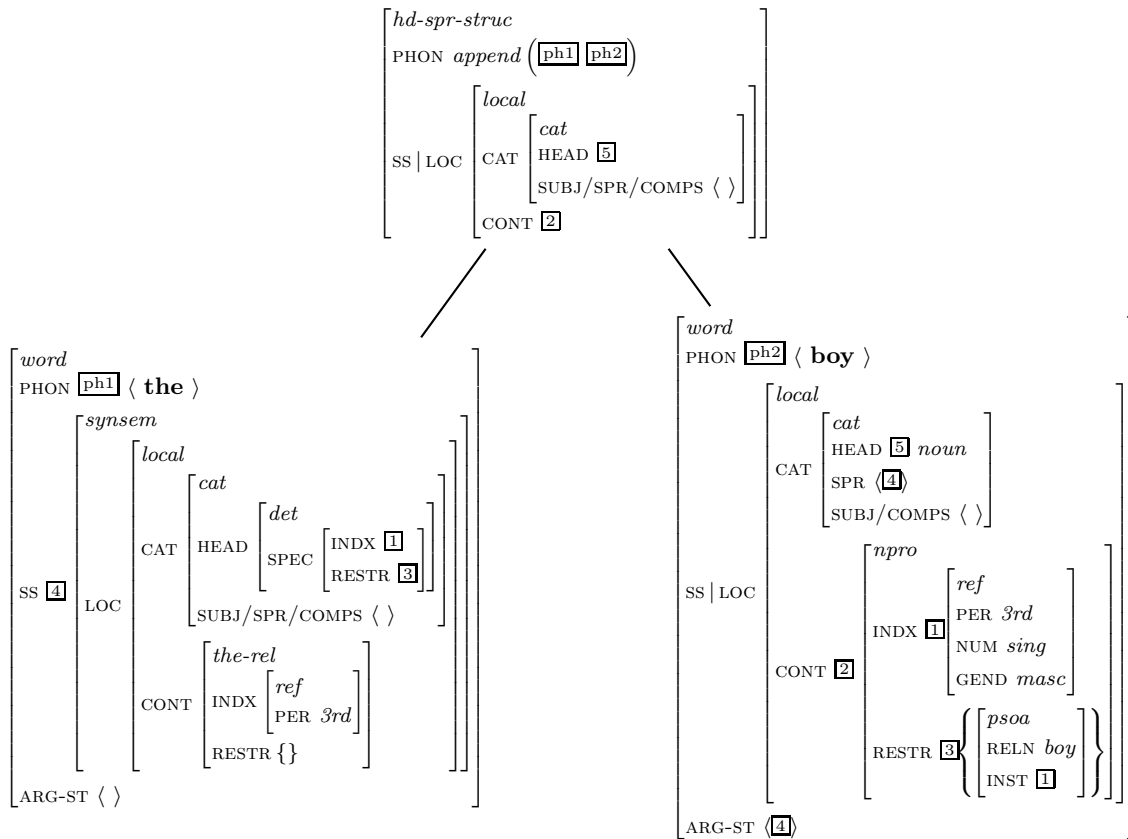 hd-spr-struc
PHON append ( ph1 ph2 )
local
cat
HEAD 5
SS | LOC CAT
SUBJ/SPR/COMPS ⟨ ⟩
CONT 2
word
PHON ph1 ⟨ the ⟩
synsem
local
cat
det
INDX 1
CAT HEAD SPEC
RESTR 3
SS 4 LOC
SUBJ/SPR/COMPS ⟨ ⟩
the-rel
ref
CONT INDX
PER 3rd
RESTR {}
ARG-ST ⟨ ⟩
word
PHON ph2 ⟨ boy ⟩
local
cat
HEAD 5 noun
CAT
SPR ⟨ 4 ⟩
SUBJ/COMPS ⟨ ⟩
npro
SS | LOC
ref
PER 3rd
INDX 1
NUM sing
CONT 2
GEND masc
psoa
RESTR 3 { RELN boy }
INST 1
ARG-ST ⟨ 4 ⟩